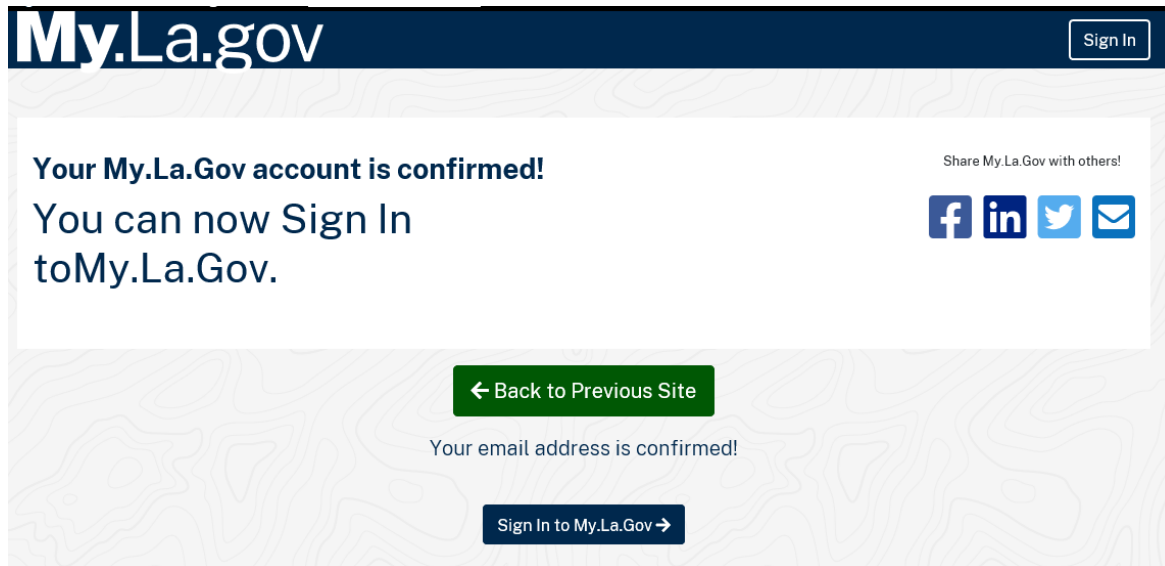 My.La.gov
Sign In
Your My.La.Gov account is confirmed!
You can now Sign In
toMy.La.Gov.
Share My.La.Gov with others!
Back to Previous Site
Your email address is confirmed!
Sign In to My.La.Gov